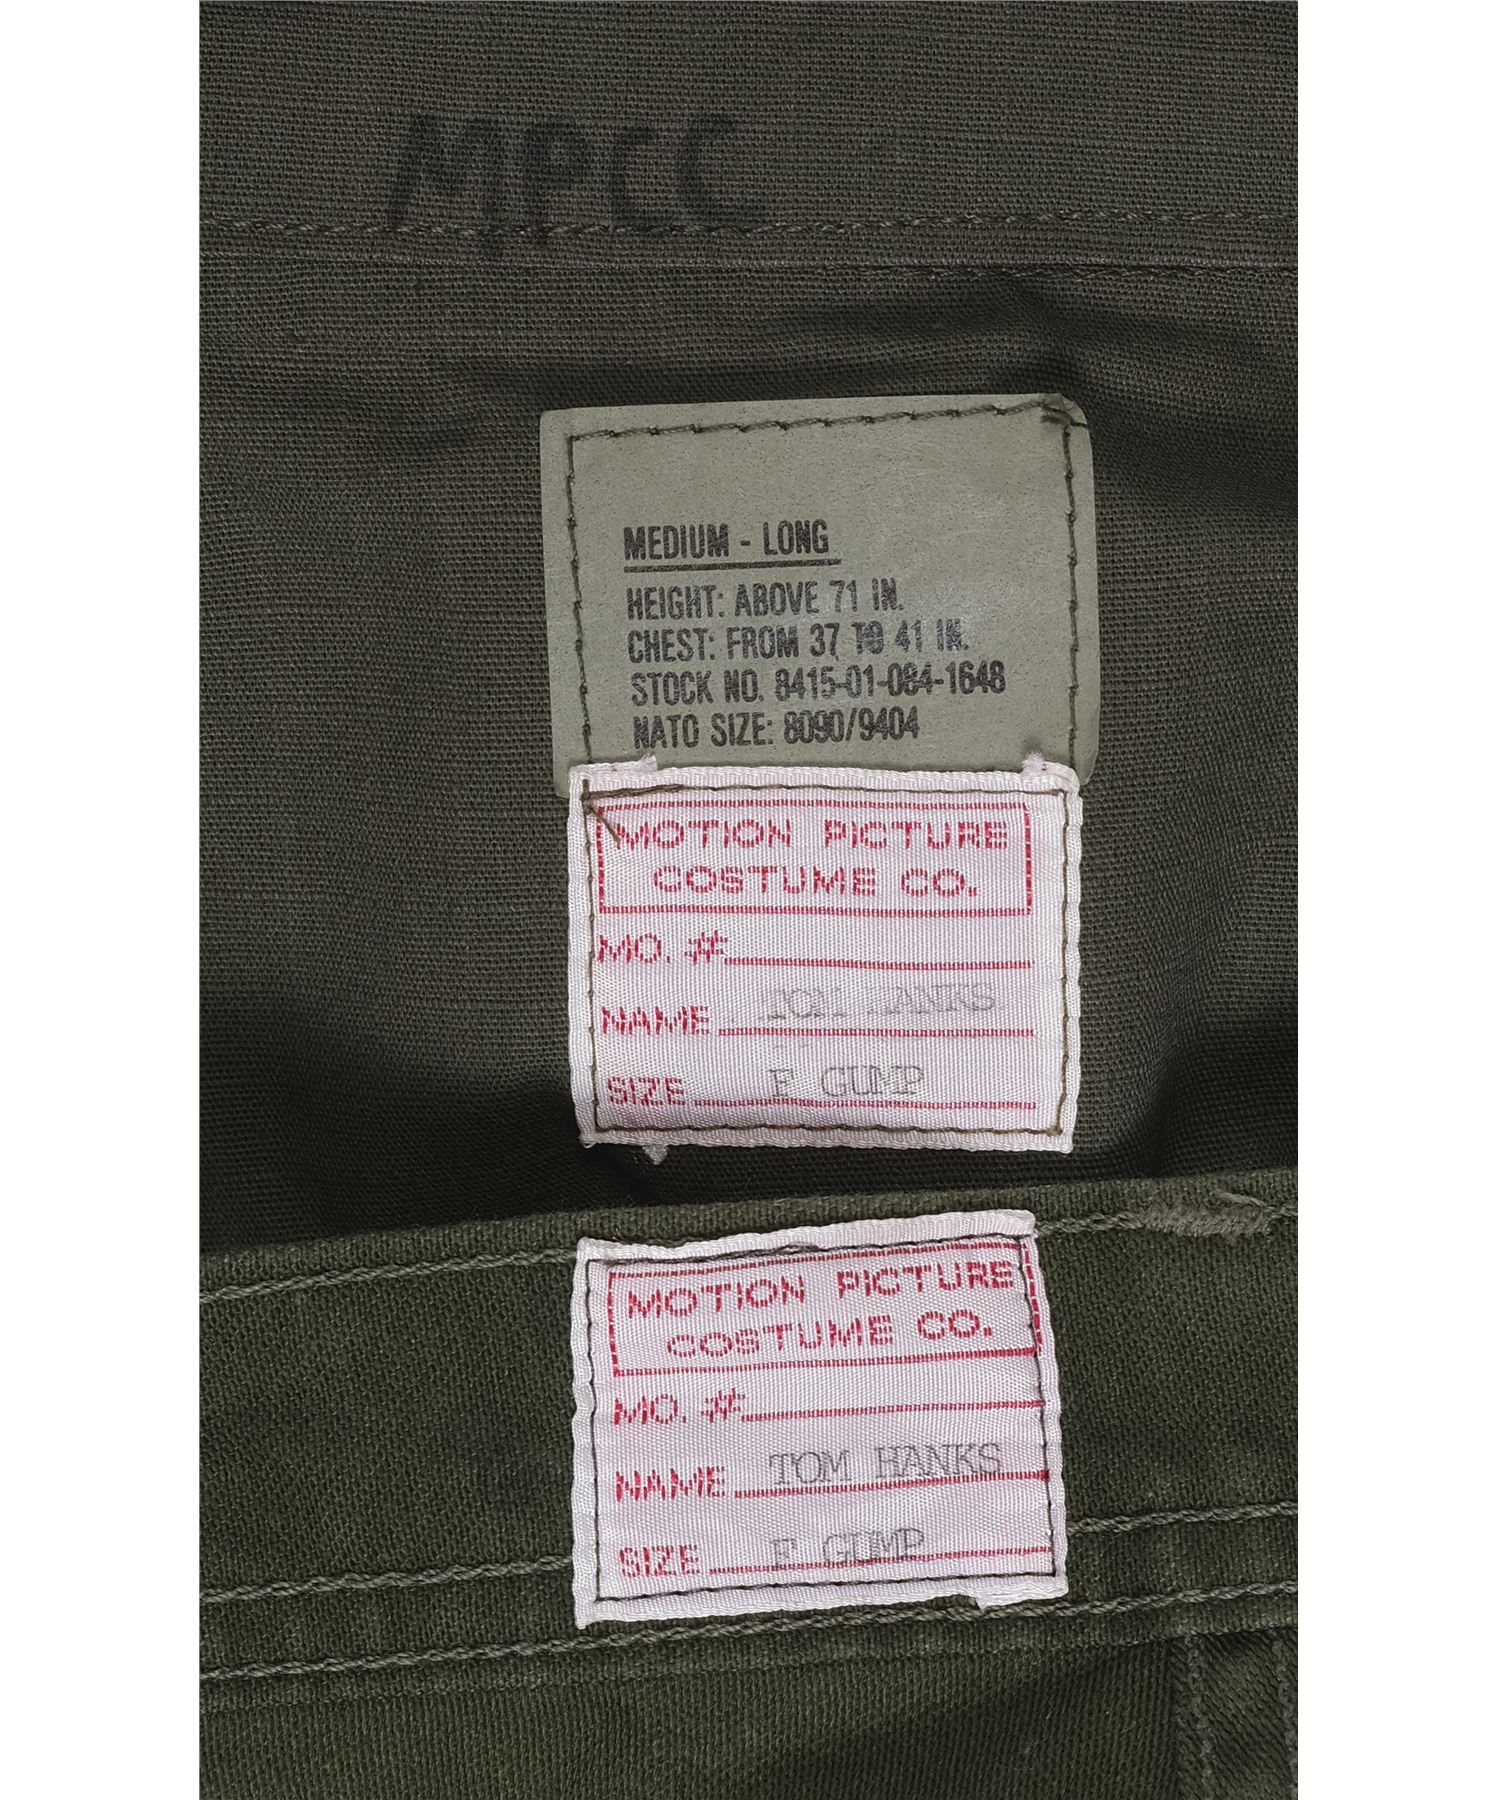 MPCC
MEDIUM - LONG
HEIGHT: ABOVE 71 IN.
CHEST: FROM 37 TO 41 IN.
STOCK NO. 8415-01-084-1648
NATO SIZE: 8090/9404
MOTION PICTURE
COSTUME CO.
MO. #
NAME TOM HANKS
SIZE F GUMP
MOTION PICTURE
COSTUME CO.
MO. #
NAME TOM HANKS
SIZE F GUMP